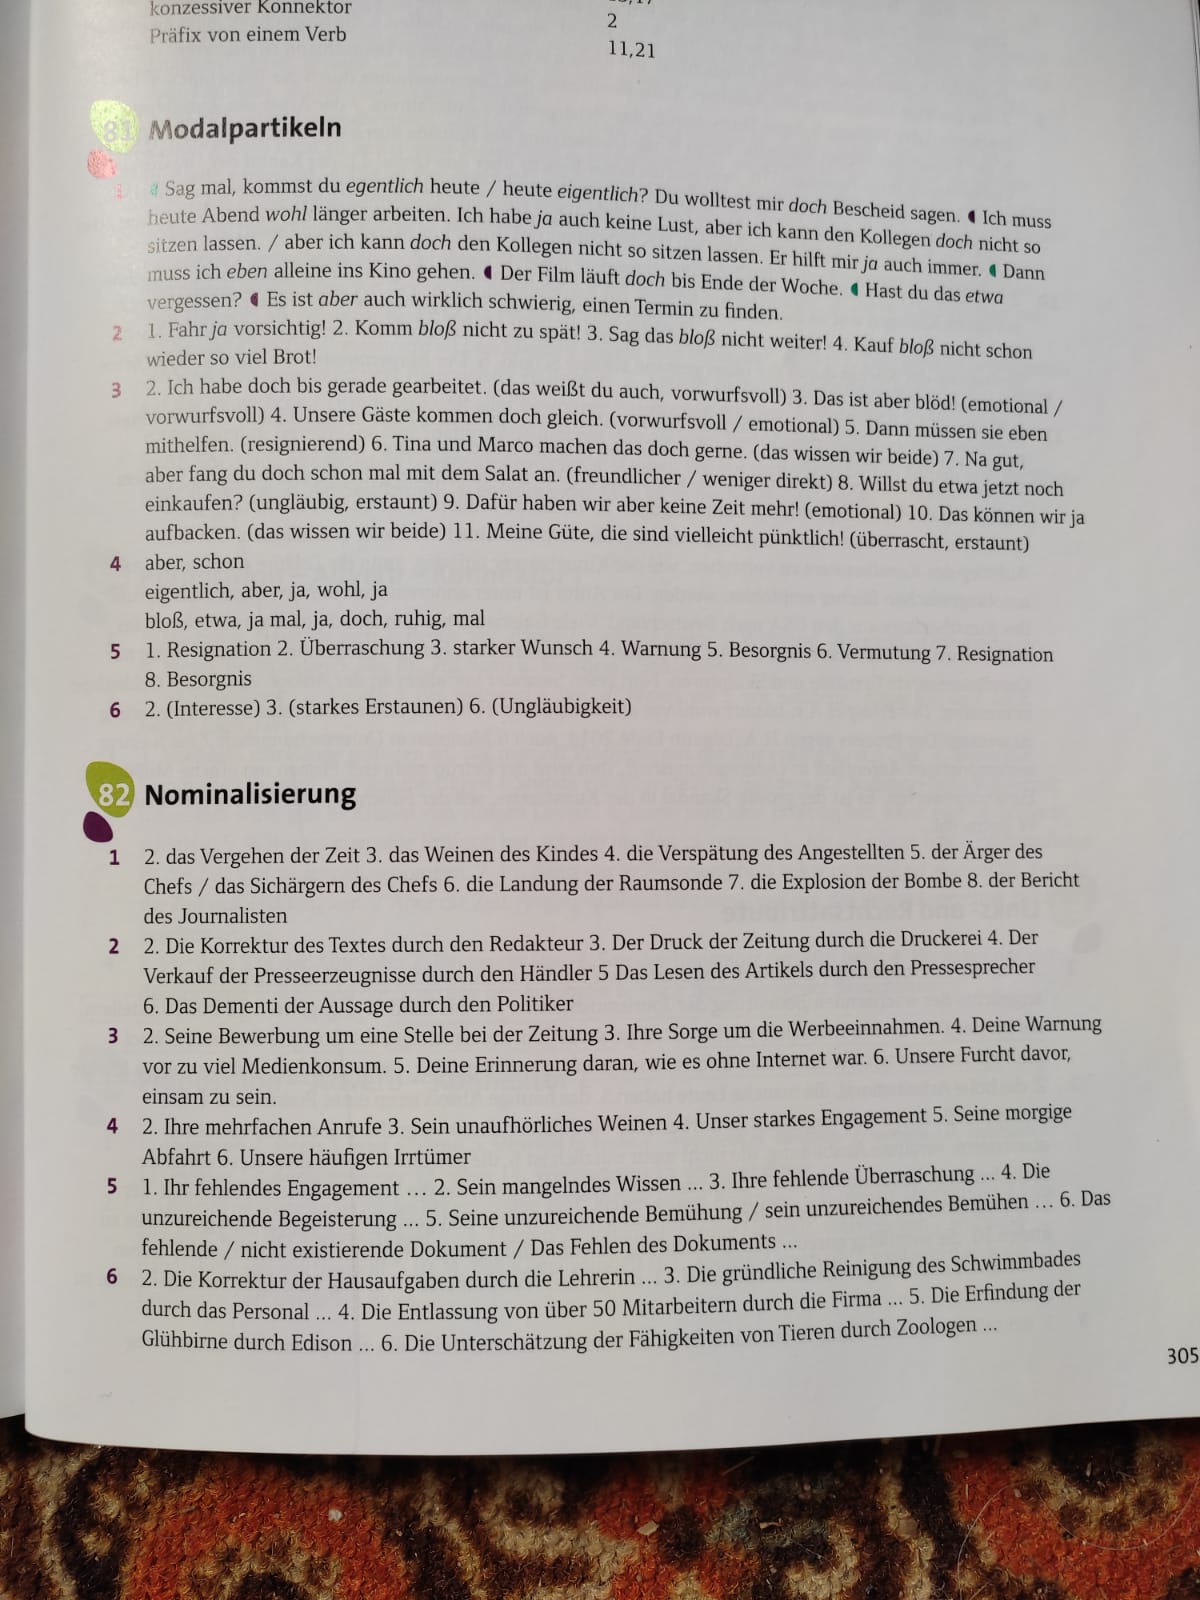 konzessiver Konnektor
2
Präfix von einem Verb
11,21
81 Modalpartikeln
1 Sag mal, kommst du egentlich heute / heute eigentlich? Du wolltest mir doch Bescheid sagen. Ich muss
heute Abend wohl länger arbeiten. Ich habe ja auch keine Lust, aber ich kann den Kollegen doch nicht so
sitzen lassen. / aber ich kann doch den Kollegen nicht so sitzen lassen. Er hilft mir ja auch immer. Dann
muss ich eben alleine ins Kino gehen. Der Film läuft doch bis Ende der Woche. Hast du das etwa
vergessen? Es ist aber auch wirklich schwierig, einen Termin zu finden.
2 1. Fahr ja vorsichtig! 2. Komm bloß nicht zu spät! 3. Sag das bloß nicht weiter! 4. Kauf bloß nicht schon
wieder so viel Brot!
3 2. Ich habe doch bis gerade gearbeitet. (das weißt du auch, vorwurfsvoll) 3. Das ist aber blöd! (emotional /
vorwurfsvoll) 4. Unsere Gäste kommen doch gleich. (vorwurfsvoll / emotional) 5. Dann müssen sie eben
mithelfen. (resignierend) 6. Tina und Marco machen das doch gerne. (das wissen wir beide) 7. Na gut,
aber fang du doch schon mal mit dem Salat an. (freundlicher / weniger direkt) 8. Willst du etwa jetzt noch
einkaufen? (ungläubig, erstaunt) 9. Dafür haben wir aber keine Zeit mehr! (emotional) 10. Das können wir ja
aufbacken. (das wissen wir beide) 11. Meine Güte, die sind vielleicht pünktlich! (überrascht, erstaunt)
4 aber, schon
eigentlich, aber, ja, wohl, ja
bloß, etwa, ja mal, ja, doch, ruhig, mal
5 1. Resignation 2. Überraschung 3. starker Wunsch 4. Warnung 5. Besorgnis 6. Vermutung 7. Resignation
8. Besorgnis
6 2. (Interesse) 3. (starkes Erstaunen) 6. (Ungläubigkeit)
82 Nominalisierung
1 2. das Vergehen der Zeit 3. das Weinen des Kindes 4. die Verspätung des Angestellten 5. der Ärger des
Chefs / das Sichärgern des Chefs 6. die Landung der Raumsonde 7. die Explosion der Bombe 8. der Bericht
des Journalisten
2 2. Die Korrektur des Textes durch den Redakteur 3. Der Druck der Zeitung durch die Druckerei 4. Der
Verkauf der Presseerzeugnisse durch den Händler 5 Das Lesen des Artikels durch den Pressesprecher
6. Das Dementi der Aussage durch den Politiker
3 2. Seine Bewerbung um eine Stelle bei der Zeitung 3. Ihre Sorge um die Werbeeinnahmen. 4. Deine Warnung
vor zu viel Medienkonsum. 5. Deine Erinnerung daran, wie es ohne Internet war. 6. Unsere Furcht davor,
einsam zu sein.
4 2. Ihre mehrfachen Anrufe 3. Sein unaufhörliches Weinen 4. Unser starkes Engagement 5. Seine morgige
Abfahrt 6. Unsere häufigen Irrtümer
5 1. Ihr fehlendes Engagement ... 2. Sein mangelndes Wissen ... 3. Ihre fehlende Überraschung ... 4. Die
unzureichende Begeisterung ... 5. Seine unzureichende Bemühung / sein unzureichendes Bemühen ... 6. Das
fehlende / nicht existierende Dokument / Das Fehlen des Dokuments ...
6 2. Die Korrektur der Hausaufgaben durch die Lehrerin ... 3. Die gründliche Reinigung des Schwimmbades
durch das Personal ... 4. Die Entlassung von über 50 Mitarbeitern durch die Firma ... 5. Die Erfindung der
Glühbirne durch Edison ... 6. Die Unterschätzung der Fähigkeiten von Tieren durch Zoologen ...
305